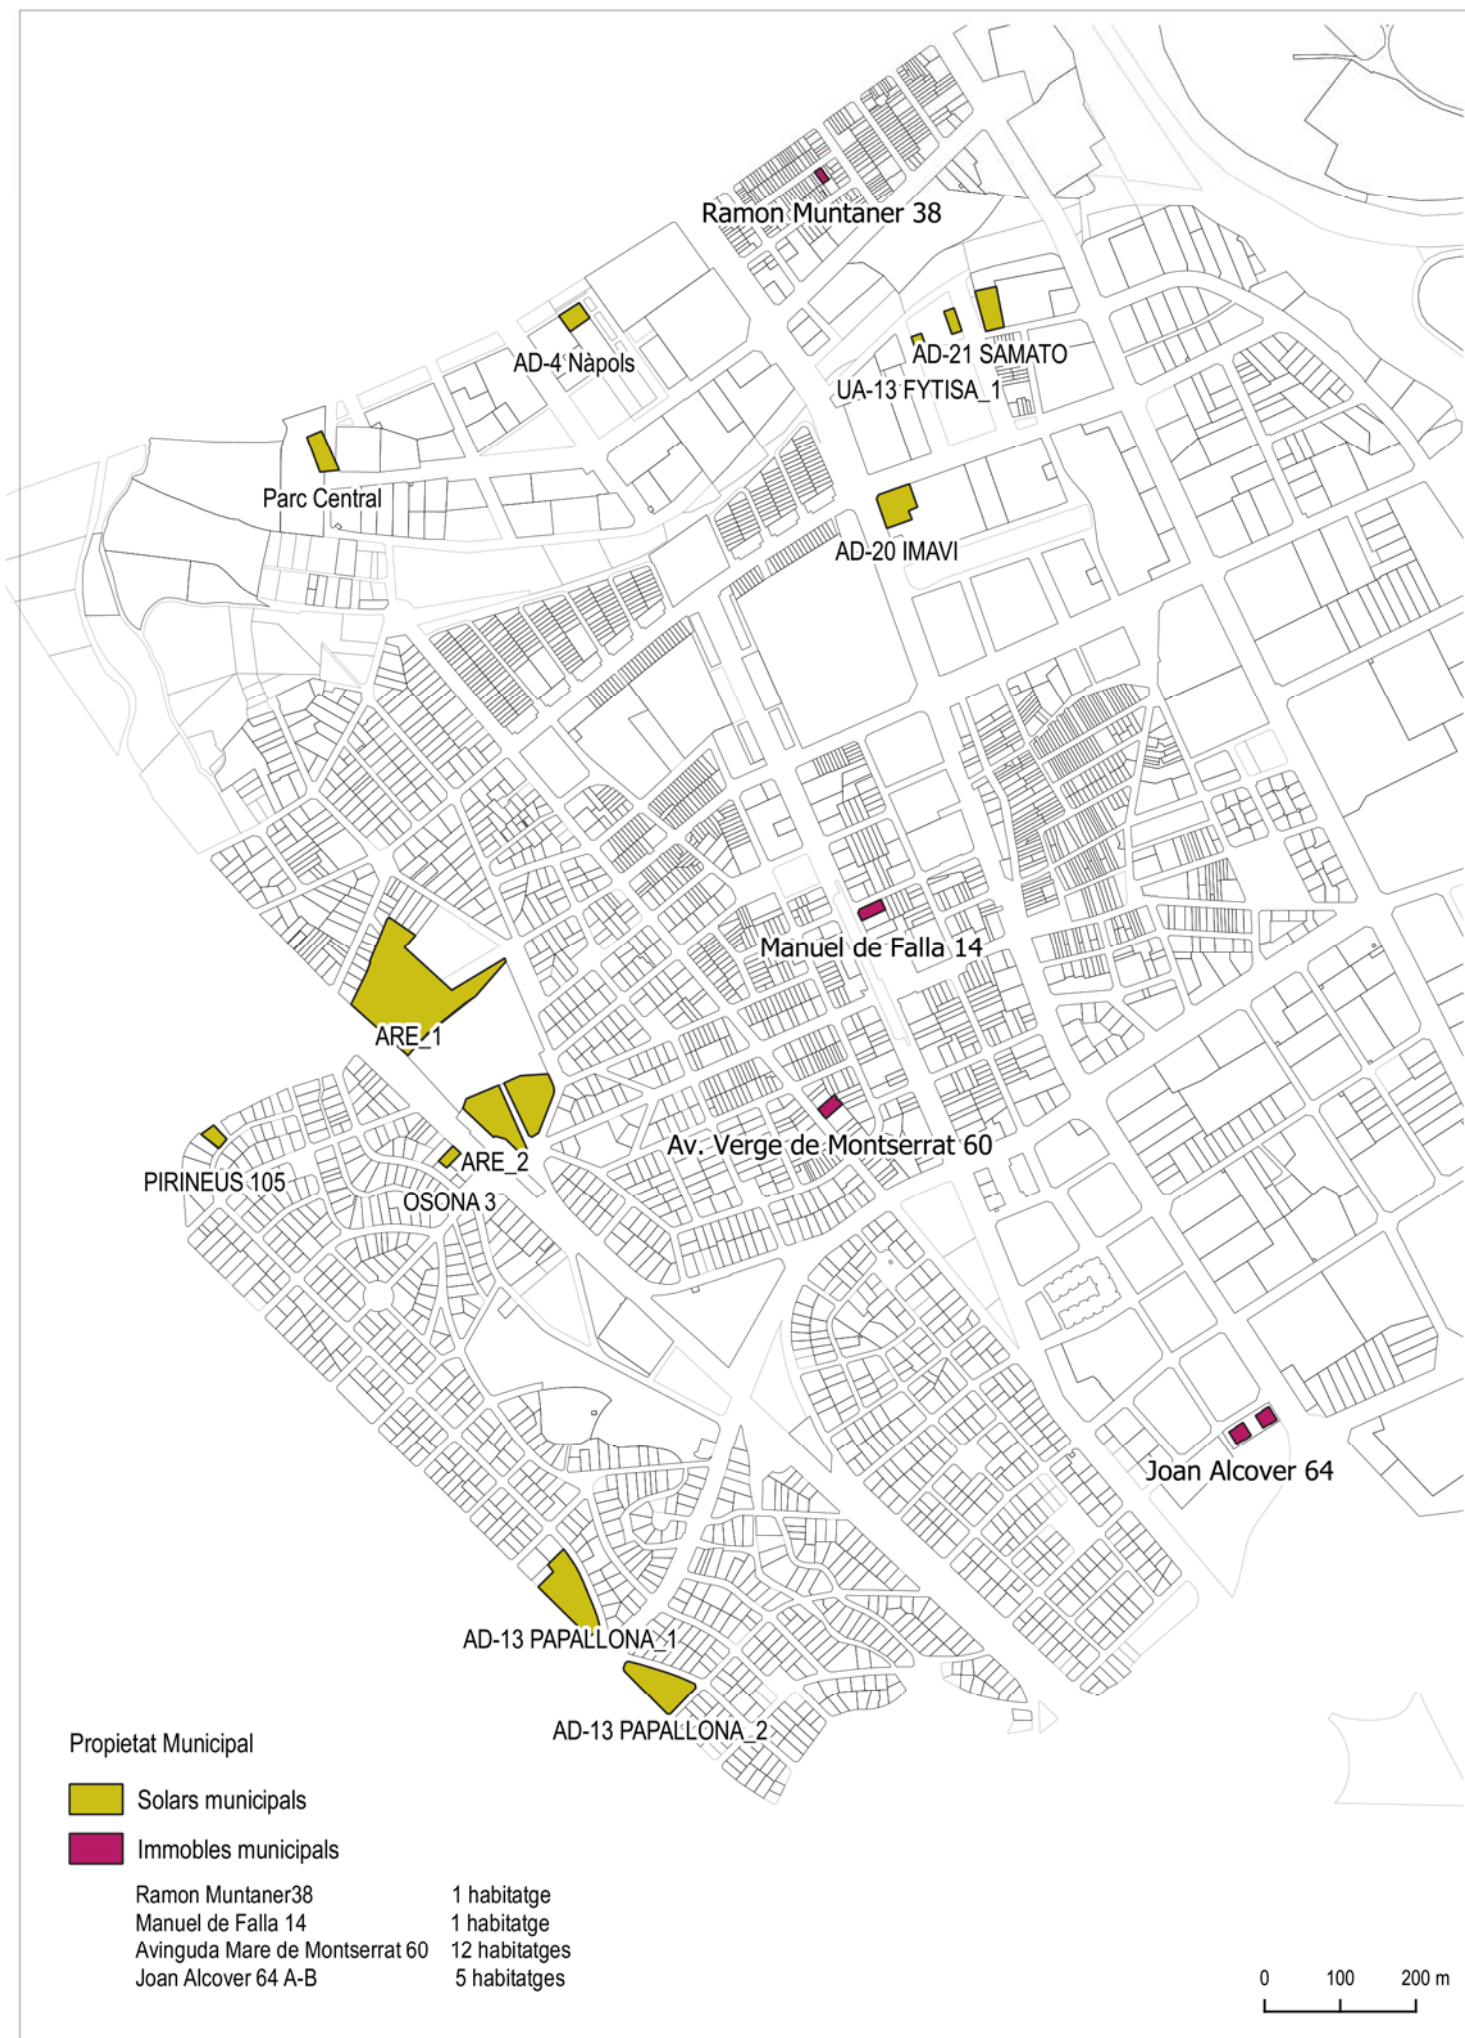 Ramon Muntaner 38
AD-4 Nàpols
AD-21 SAMATO
UA-13 FYTISA_1
Parc Central
AD-20 IMAVI
Manuel de Falla 14
ARE_1
Av. Verge de Montserrat 60
ARE_2
PIRINEUS 105
OSONA 3
Joan Alcover 64
AD-13 PAPALLONA_1
AD-13 PAPALLONA_2
Propietat Municipal
Solars municipals
Immobles municipals
Ramon Muntaner38 1 habitatge
Manuel de Falla 14 1 habitatge
Avinguda Mare de Montserrat 60 12 habitatges
Joan Alcover 64 A-B 5 habitatges
0 100 200 m